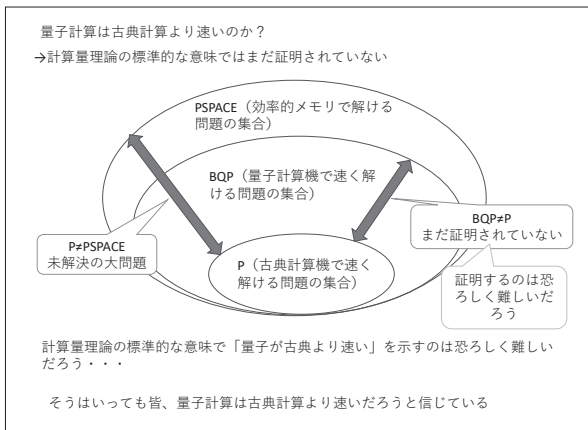 量子計算は古典計算より速いのか？
→計算量理論の標準的な意味ではまだ証明されていない
PSPACE（効率的メモリで解ける
問題の集合）
BQP（量子計算機で速く解
ける問題の集合）
P≠PSPACE
未解決の大問題
BQP≠P
まだ証明されていない
P（古典計算機で速く
解ける問題の集合）
証明するのは恐
ろしく難しいだ
ろう
計算量理論の標準的な意味で「量子が古典より速い」を示すのは恐ろしく難しい
だろう・・・
そうはいっても皆、量子計算は古典計算より速いだろうと信じている